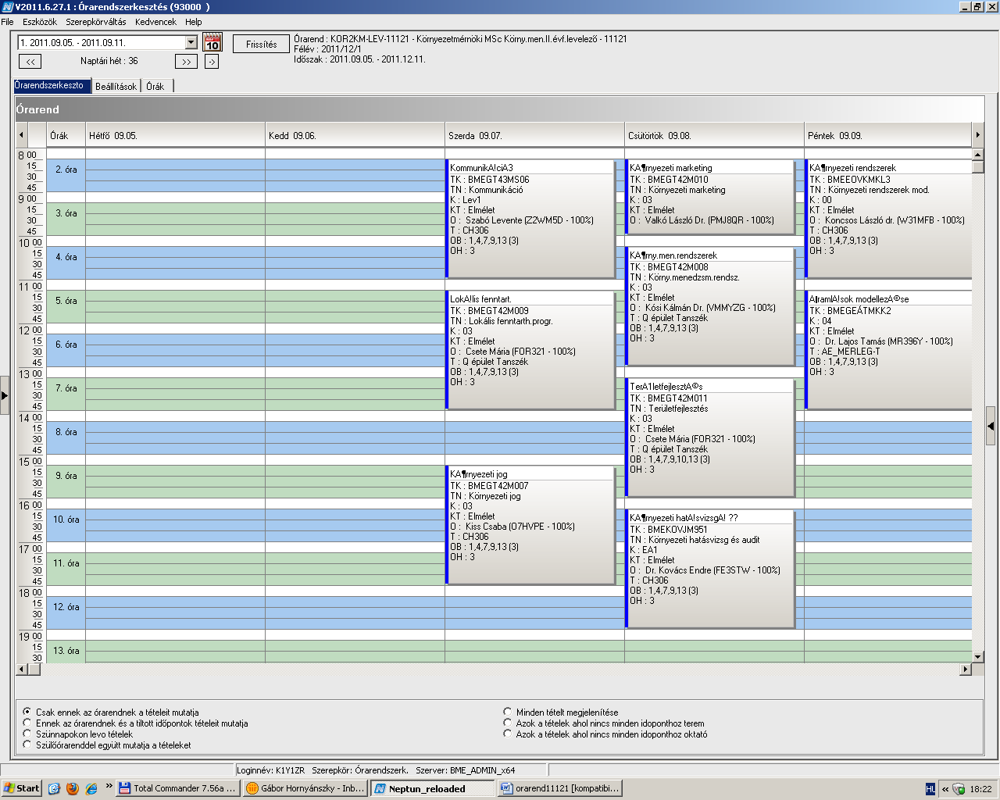 V2011.6.27.1 : Órarendszerkesztés (93000 )
File Eszközök Szerepkörváltás Kedvencek Help
1. 2011.09.05. - 2011.09.11.
10
Frissítés
<< Naptári hét : 36 >> ->
Órarend : KOR2KM-LEV-11121 - Környezetmérnöki MSc Körny.men.II.évf.levelező - 11121
Félév : 2011/12/1
Időszak : 2011.09.05. - 2011.12.11.
Órarendszerkeszto Beállítások Órák
Órarend
Órák Hétfő 09.05. Kedd 09.06. Szerda 09.07. Csütörtök 09.08. Péntek 09.09.
8 00
15
30
45
9 00
15
30
45
10 00
15
30
45
11 00
15
30
45
12 00
15
30
45
13 00
15
30
45
14 00
15
30
45
15 00
15
30
45
16 00
15
30
45
17 00
15
30
45
18 00
15
30
45
19 00
15
30
2. óra
3. óra
4. óra
5. óra
6. óra
7. óra
8. óra
9. óra
10. óra
11. óra
12. óra
13. óra
KommunikA!ciA3
TK : BMEGT43MS06
TN : Kommunikáció
K : Lev1
KT : Elmélet
O : Szabó Levente (Z2WM5D - 100%)
T : CH306
OB : 1,4,7,9,13 (3)
OH : 3
LokA!lis fenntart.
TK : BMEGT42M009
TN : Lokális fenntarth.progr.
K : 03
KT : Elmélet
O : Csete Mária (FOR321 - 100%)
T : Q épület Tanszék
OB : 1,4,7,9,13 (3)
OH : 3
KA¶rnyezeti jog
TK : BMEGT42M007
TN : Környezeti jog
K : 03
KT : Elmélet
O : Kiss Csaba (O7HVPE - 100%)
T : CH306
OB : 1,4,7,9,13 (3)
OH : 3
KA¶rnyezeti marketing
TK : BMEGT42M010
TN : Környezeti marketing
K : 03
KT : Elmélet
O : Valkó László Dr. (PMJ8QR - 100%)
KA¶rny.men.rendszerek
TK : BMEGT42M008
TN : Körny.menedzsm.rendsz.
K : 03
KT : Elmélet
O : Kósi Kálmán Dr. (VMMYZG - 100%)
T : Q épület Tanszék
OB : 1,4,7,9,13 (3)
OH : 3
TerA1letfejlesztA©s
TK : BMEGT42M011
TN : Területfejlesztés
K : 03
KT : Elmélet
O : Csete Mária (FOR321 - 100%)
T : Q épület Tanszék
OB : 1,4,7,9,10,13 (3)
OH : 3
KA¶rnyezeti hatA!svizsgA! ??
TK : BMEKOVJM951
TN : Környezeti hatásvizsg és audit
K : EA1
KT : Elmélet
O : Dr. Kovács Endre (FE3STW - 100%)
T : CH306
OB : 1,4,7,9,13 (3)
OH : 3
KA¶rnyezeti rendszerek
TK : BMEEOVKMKL3
TN : Környezeti rendszerek mod.
K : 00
KT : Elmélet
O : Koncsos László dr. (W31MFB - 100%)
T : CH306
OB : 1,4,7,9,13 (3)
OH : 3
A|ramlA!sok modellezA©se
TK : BMEGEÁTMKK2
K : 04
KT : Elmélet
O : Dr. Lajos Tamás (MR396Y - 100%)
T : AE_MERLEG-T
OB : 1,4,7,9,13 (3)
OH : 3
Csak ennek az órarendnek a tételeit mutatja
Ennek az órarendnek és a tiltott időpontok tételeit mutatja
Szünnapokon levo tételek
Szülőórarenddel együtt mutatja a tételeket
Minden tételt megjelenítése
Azok a tételek ahol nincs minden idoponthoz terem
Azok a tételek ahol nincs minden idoponthoz oktató
Loginnév: K1Y1ZR Szerepkör: Órarendszerk. Szerver: BME_ADMIN_x64
Start » Total Commander 7.56a ... Gábor Hornyánszky - Inb... Neptun_reloaded orarend11121 [kompatibi... HU « 18:22